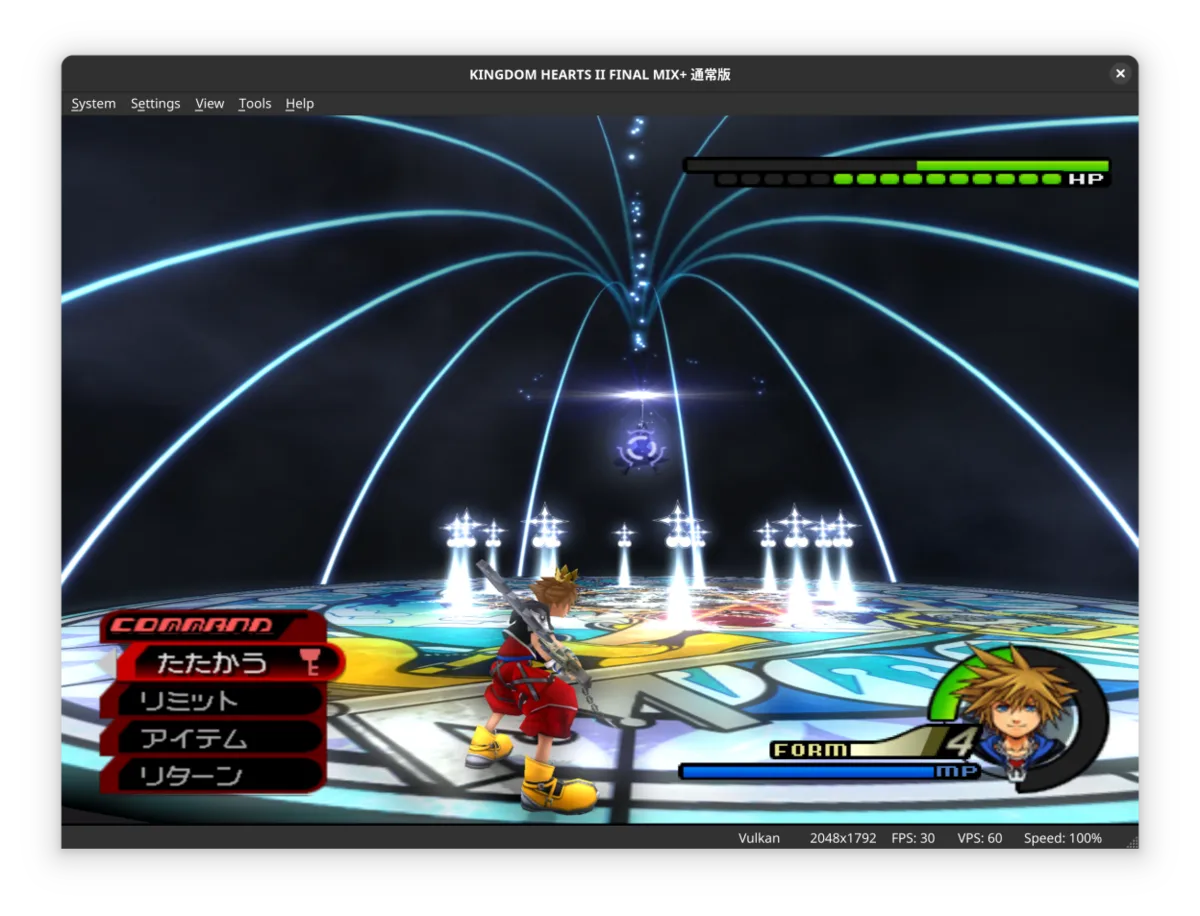 KINGDOM HEARTS II FINAL MIX+ 通常版
System Settings View Tools Help
HP
COMMAND
たたかう
リミット
アイテム
リターン
FORM 4
MP
Vulkan 2048x1792 FPS: 30 VPS: 60 Speed: 100%